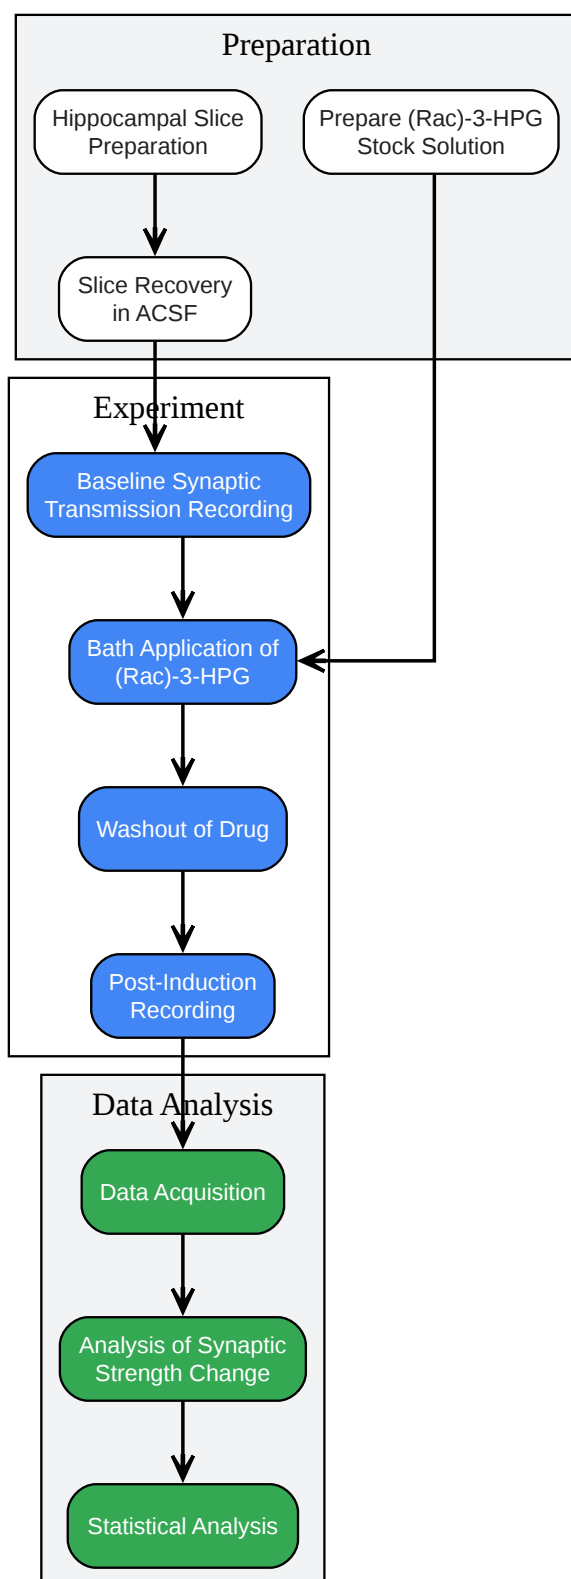 Preparation
Hippocampal Slice
Preparation
Prepare (Rac)-3-HPG
Stock Solution
Slice Recovery
in ACSF
Experiment
Baseline Synaptic
Transmission Recording
Bath Application of
(Rac)-3-HPG
Washout of Drug
Post-Induction
Recording
Data Analysis
Data Acquisition
Analysis of Synaptic
Strength Change
Statistical Analysis